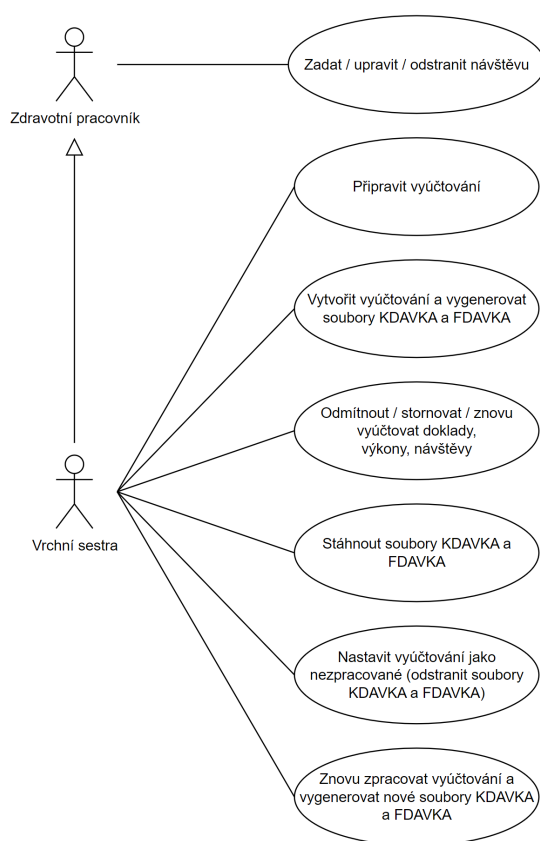 Zadat / upravit / odstranit návštěvu
Zdravotní pracovník
Připravit vyúčtování
Vytvořit vyúčtování a vygenerovat
soubory KDAVKA a FDAVKA
Odmítnout / stornovat / znovu
vyúčtovat doklady,
výkony, návštěvy
Vrchní sestra
Stáhnout soubory KDAVKA a
FDAVKA
Nastavit vyúčtování jako
nezpracované (odstranit soubory
KDAVKA a FDAVKA)
Znovu zpracovat vyúčtování a
vygenerovat nové soubory KDAVKA
a FDAVKA